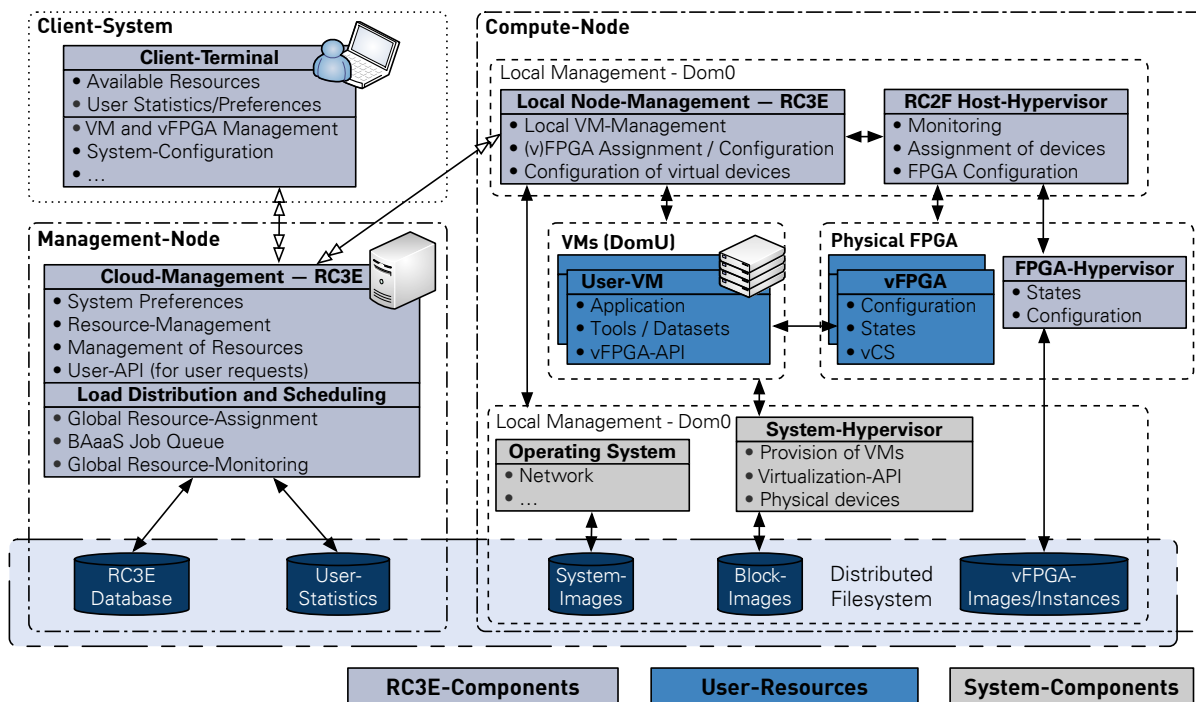 Client-System
Client-Terminal
• Available Resources
• User Statistics/Preferences
• VM and vFPGA Management
• System-Configuration
• ...
Management-Node
Cloud-Management — RC3E
• System Preferences
• Resource-Management
• Management of Resources
• User-API (for user requests)
Load Distribution and Scheduling
• Global Resource-Assignment
• BAaaS Job Queue
• Global Resource-Monitoring
RC3E
Database
User-
Statistics
Compute-Node
Local Management - Dom0
Local Node-Management — RC3E
• Local VM-Management
• (v)FPGA Assignment / Configuration
• Configuration of virtual devices
RC2F Host-Hypervisor
• Monitoring
• Assignment of devices
• FPGA Configuration
VMs (DomU)
User-VM
• Application
• Tools / Datasets
• vFPGA-API
Physical FPGA
vFPGA
• Configuration
• States
• vCS
FPGA-Hypervisor
• States
• Configuration
Local Management - Dom0
Operating System
• Network
• ...
System-Hypervisor
• Provision of VMs
• Virtualization-API
• Physical devices
System-
Images
Block-
Images
Distributed
Filesystem
vFPGA-
Images/Instances
RC3E-Components
User-Resources
System-Components